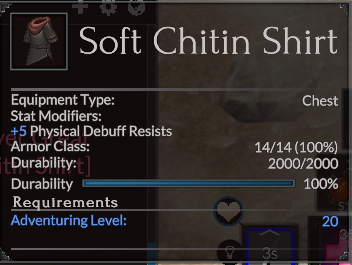 Soft Chitin Shirt
Equipment Type: Chest
Stat Modifiers:
+5 Physical Debuff Resists
Armor Class: 14/14 (100%)
Durability: 2000/2000
Durability 100%
Requirements
Adventuring Level: 20
3s